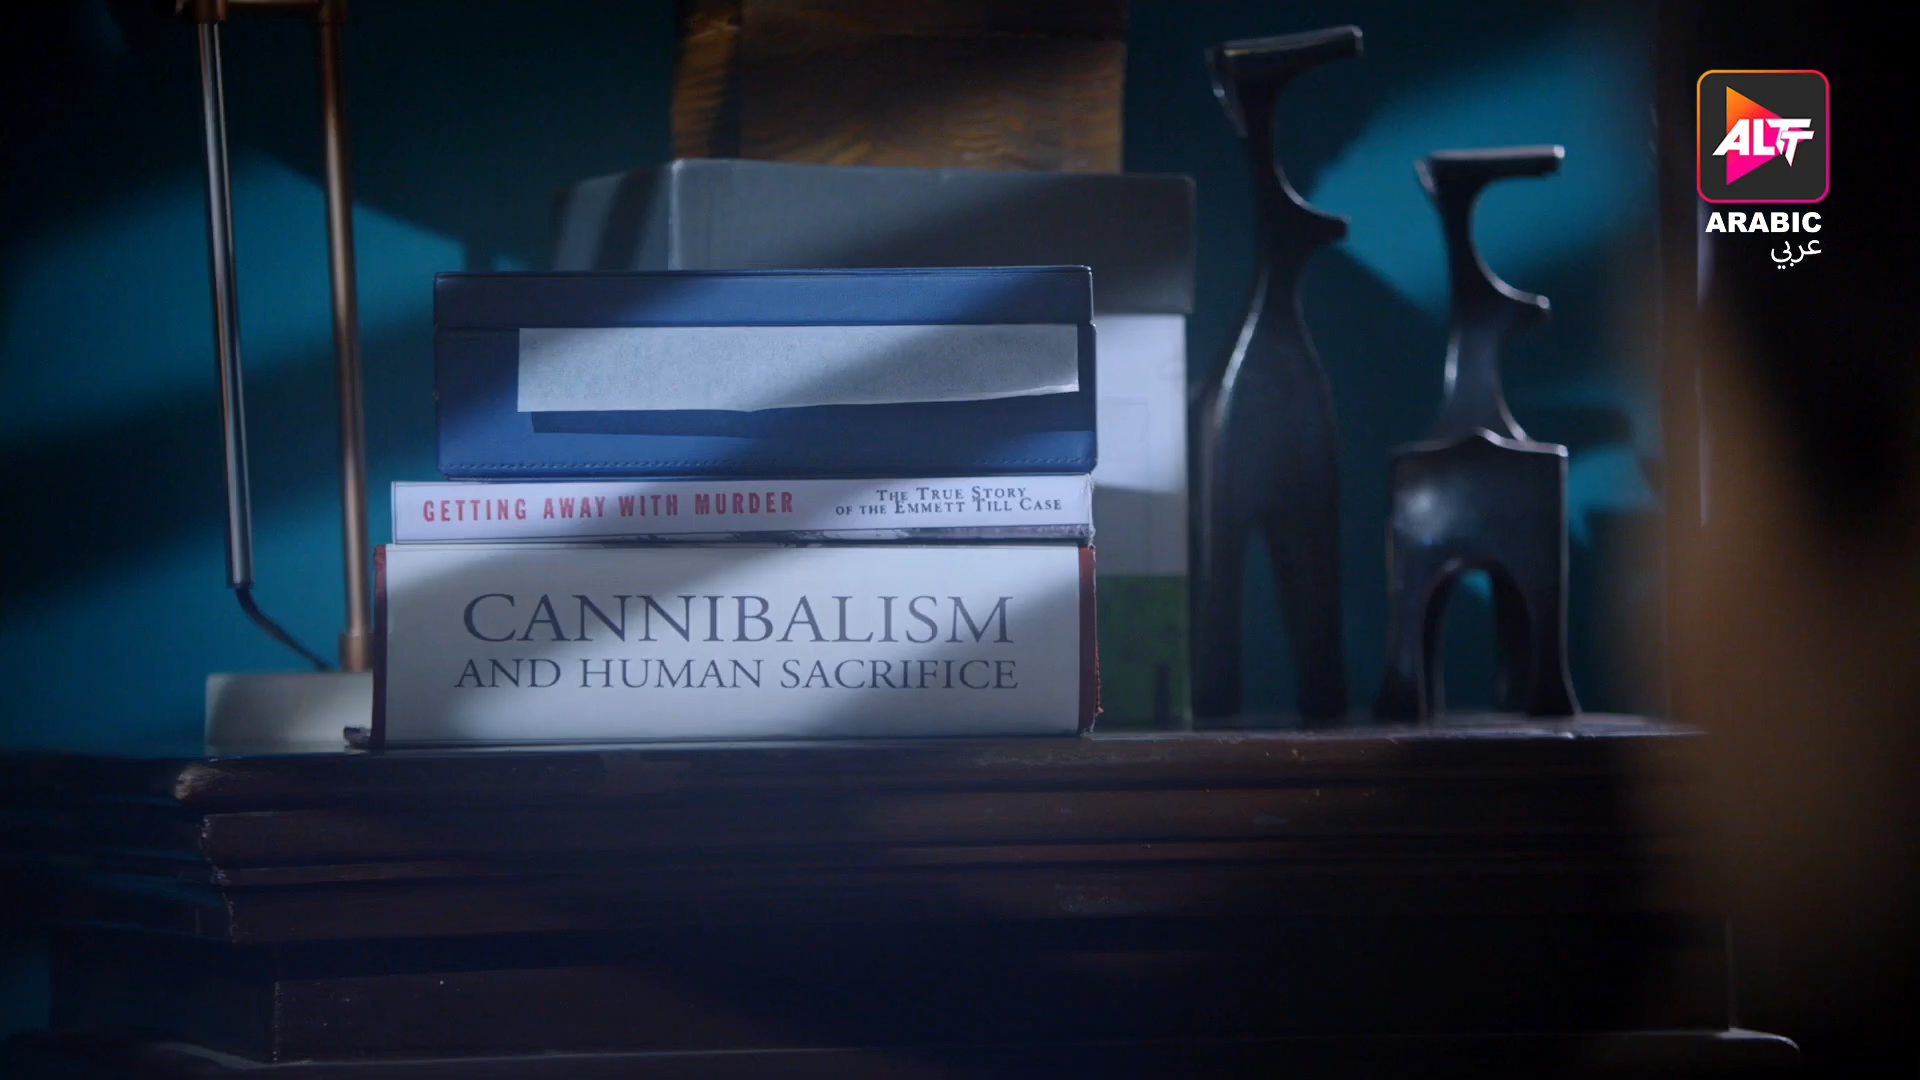 ALTT
ARABIC
عربي
GETTING AWAY WITH MURDER
THE TRUE STORY
OF THE EMMETT TILL CASE
CANNIBALISM
AND HUMAN SACRIFICE